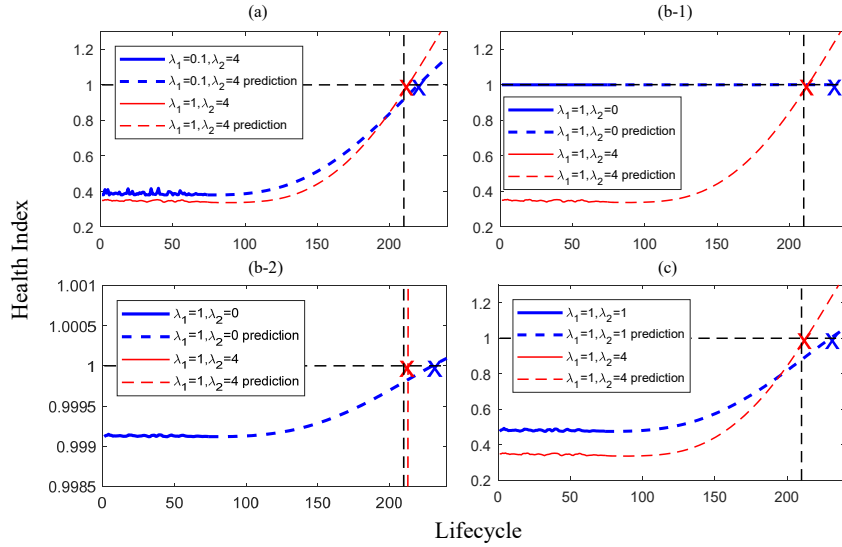 (a)
λ1=0.1,λ2=4
λ1=0.1,λ2=4 prediction
λ1=1,λ2=4
λ1=1,λ2=4 prediction
1.2
1
0.8
0.6
0.4
0.2
0 50 100 150 200
(b-1)
λ1=1,λ2=0
λ1=1,λ2=0 prediction
λ1=1,λ2=4
λ1=1,λ2=4 prediction
1.2
1
0.8
0.6
0.4
0.2
0 50 100 150 200
Health Index
(b-2)
λ1=1,λ2=0
λ1=1,λ2=0 prediction
λ1=1,λ2=4
λ1=1,λ2=4 prediction
1.001
1.0005
1
0.9995
0.999
0.9985
0 50 100 150 200
(c)
λ1=1,λ2=1
λ1=1,λ2=1 prediction
λ1=1,λ2=4
λ1=1,λ2=4 prediction
1.2
1
0.8
0.6
0.4
0.2
0 50 100 150 200
Lifecycle